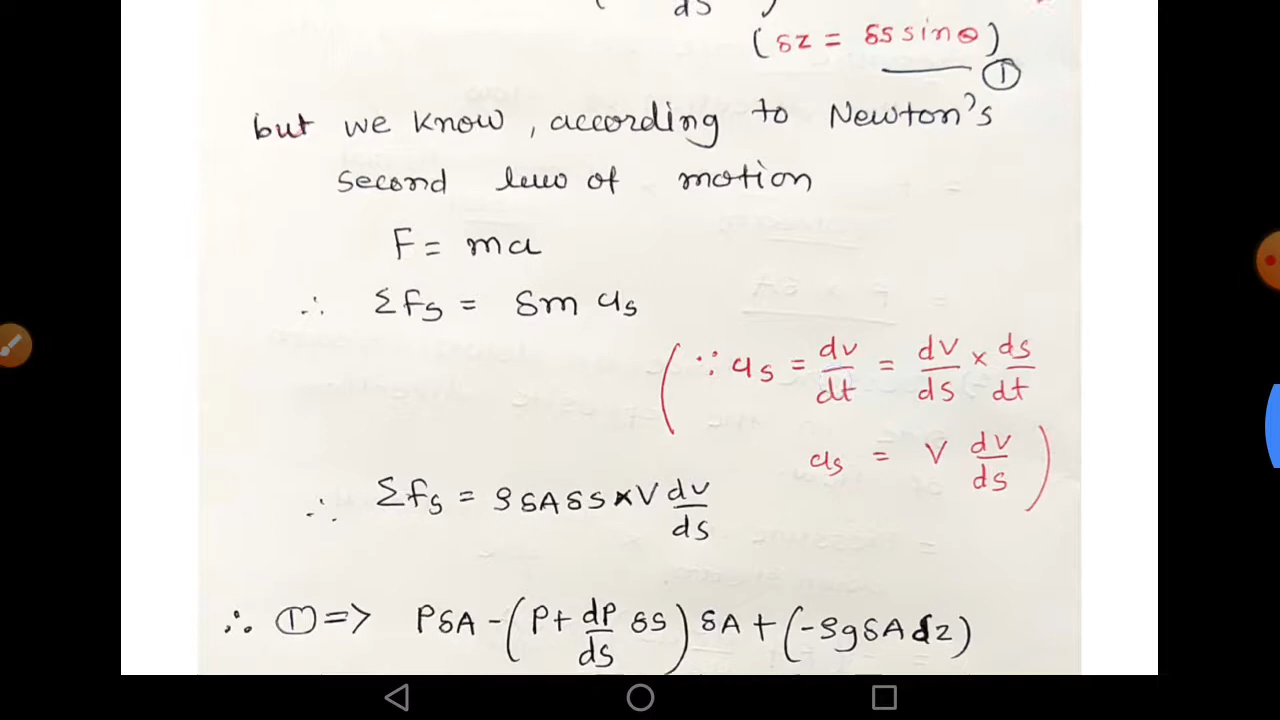 dS
(δz = δs sinθ)
①
but we know, according to Newton's
second law of motion
F = ma
∴ ΣFs = δm as
(∵ as = dv/dt = dv/ds × ds/dt
as = V dv/ds)
∴ ΣFs = ρδAδs × V dv/ds
∴ ① => PδA - (P + dP/ds δs) δA + (-ρgδAdz)